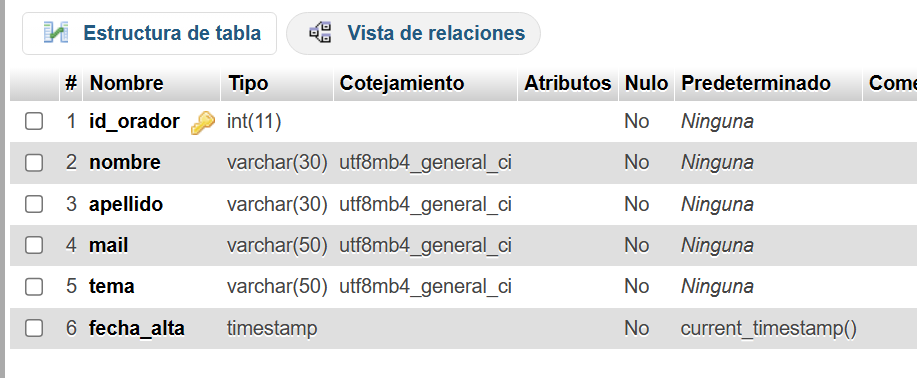 Estructura de tabla Vista de relaciones
# Nombre Tipo Cotejamiento Atributos Nulo Predeterminado Come
1 id_orador int(11) No Ninguna
2 nombre varchar(30) utf8mb4_general_ci No Ninguna
3 apellido varchar(30) utf8mb4_general_ci No Ninguna
4 mail varchar(50) utf8mb4_general_ci No Ninguna
5 tema varchar(50) utf8mb4_general_ci No Ninguna
6 fecha_alta timestamp No current_timestamp()